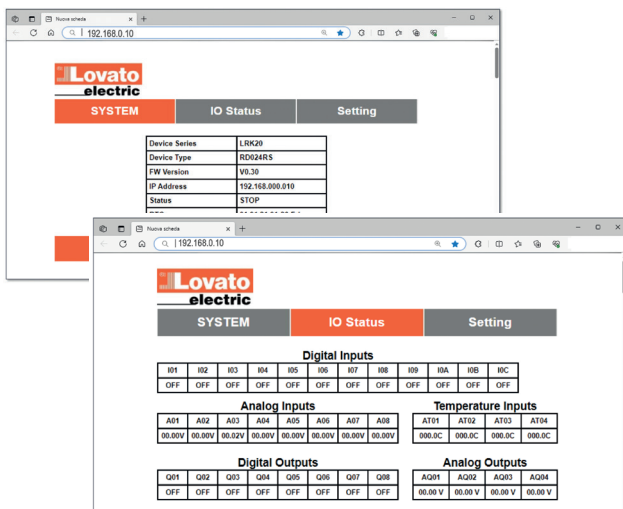 Nuova scheda
192.168.0.10
Lovato
electric
SYSTEM IO Status Setting
Device Series LRK20
Device Type RD024RS
FW Version V0.30
IP Address 192.168.000.010
Status STOP
Nuova scheda
192.168.0.10
Lovato
electric
SYSTEM IO Status Setting
Digital Inputs
I01 I02 I03 I04 I05 I06 I07 I08 I09 I0A I0B I0C
OFF OFF OFF OFF OFF OFF OFF OFF OFF OFF OFF OFF
Analog Inputs
A01 A02 A03 A04 A05 A06 A07 A08
00.00V 00.00V 00.02V 00.00V 00.00V 00.00V 00.00V 00.00V
Temperature Inputs
AT01 AT02 AT03 AT04
000.0C 000.0C 000.0C 000.0C
Digital Outputs
Q01 Q02 Q03 Q04 Q05 Q06 Q07 Q08
OFF OFF OFF OFF OFF OFF OFF OFF
Analog Outputs
AQ01 AQ02 AQ03 AQ04
00.00 V 00.00 V 00.00 V 00.00 V